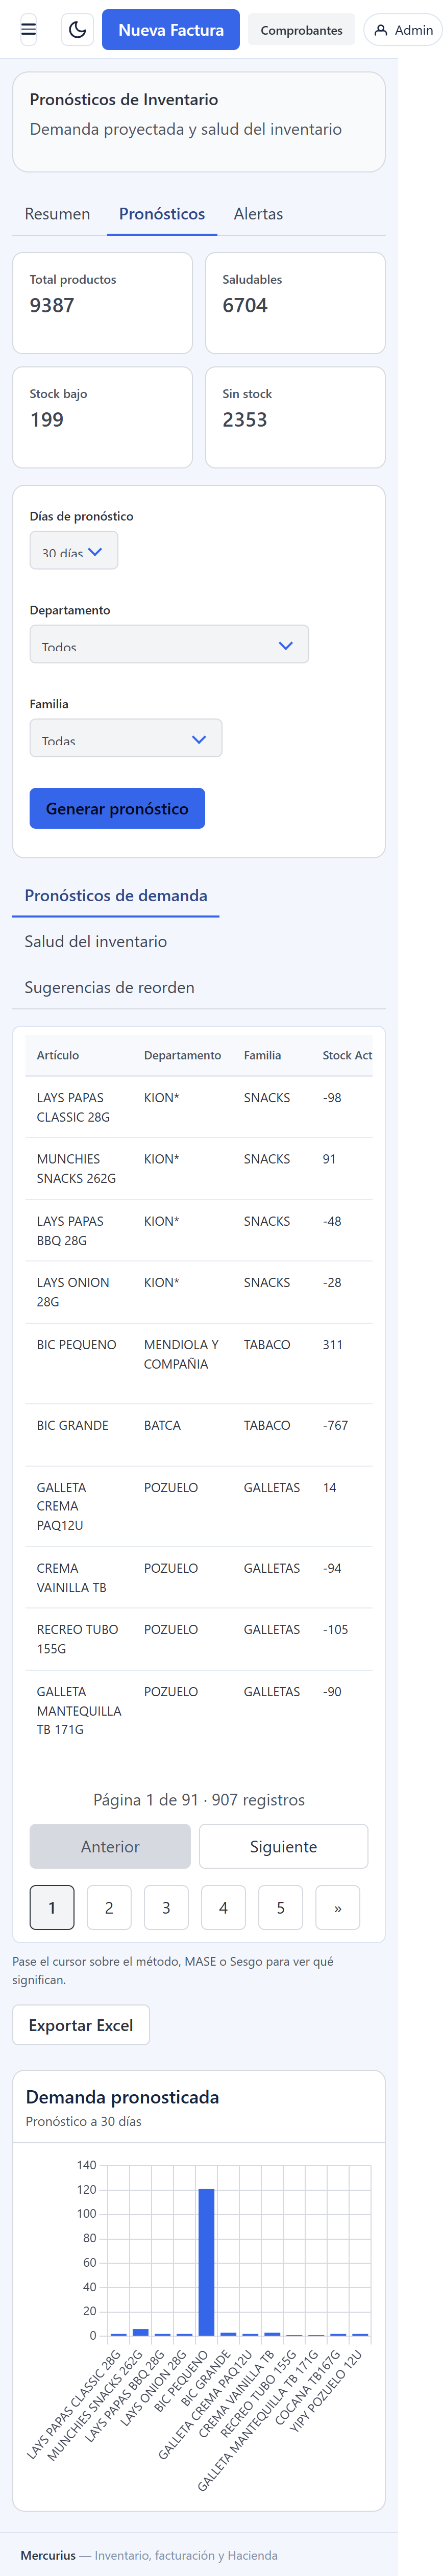 Nueva Factura
Comprobantes
Admin
Pronósticos de Inventario
Demanda proyectada y salud del inventario
Resumen
Pronósticos
Alertas
Total productos
9387
Saludables
6704
Stock bajo
199
Sin stock
2353
Días de pronóstico
30 días
Departamento
Todos
Familia
Todas
Generar pronóstico
Pronósticos de demanda
Salud del inventario
Sugerencias de reorden
Artículo Departamento Familia Stock Act
LAYS PAPAS KION* SNACKS -98
CLASSIC 28G
MUNCHIES KION* SNACKS 91
SNACKS 262G
LAYS PAPAS KION* SNACKS -48
BBQ 28G
LAYS ONION KION* SNACKS -28
28G
BIC PEQUENO MENDIOLA Y TABACO 311
COMPAÑIA
BIC GRANDE BATCA TABACO -767
GALLETA POZUELO GALLETAS 14
CREMA
PAQ12U
CREMA POZUELO GALLETAS -94
VAINILLA TB
RECREO TUBO POZUELO GALLETAS -105
155G
GALLETA POZUELO GALLETAS -90
MANTEQUILLA
TB 171G
Página 1 de 91 · 907 registros
Anterior
Siguiente
1 2 3 4 5 »
Pase el cursor sobre el método, MASE o Sesgo para ver qué
significan.
Exportar Excel
Demanda pronosticada
Pronóstico a 30 días
140
120
100
80
60
40
20
0
LAYS PAPAS CLASSIC 28G
MUNCHIES SNACKS 262G
LAYS PAPAS BBQ 28G
LAYS ONION 28G
BIC PEQUENO
BIC GRANDE
GALLETA CREMA PAQ12U
CREMA VAINILLA TB
RECREO TUBO 155G
GALLETA MANTEQUILLA TB 171G
COCANA TB167G
YIPY POZUELO 12U
Mercurius — Inventario, facturación y Hacienda